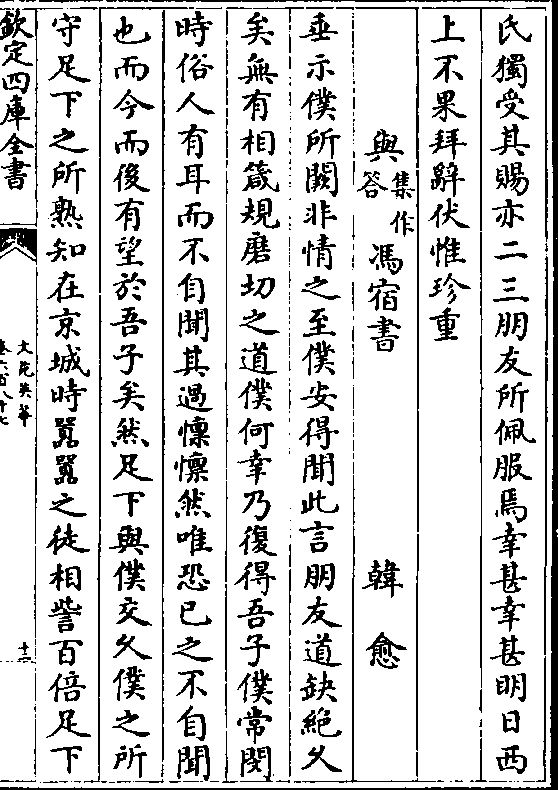 氏獨受其賜亦二三朋友所佩服焉幸甚幸甚明日西
上不果拜辭伏惟珍重
與集作答馮宿書 韓愈
垂示僕所闕非情之至僕安得聞此言朋友道缺絶久
矣無有相箴規磨切之道僕何幸乃復得吾子僕常閔
時俗人有耳而不自聞其過懍懍然唯恐已之不自聞
也而今而後有望於吾子矣然足下與僕交久僕之所
守足下之所熟知在京城時囂囂之徒相訾百倍足下
欽定四庫全書
文苑英華
卷六百八十七